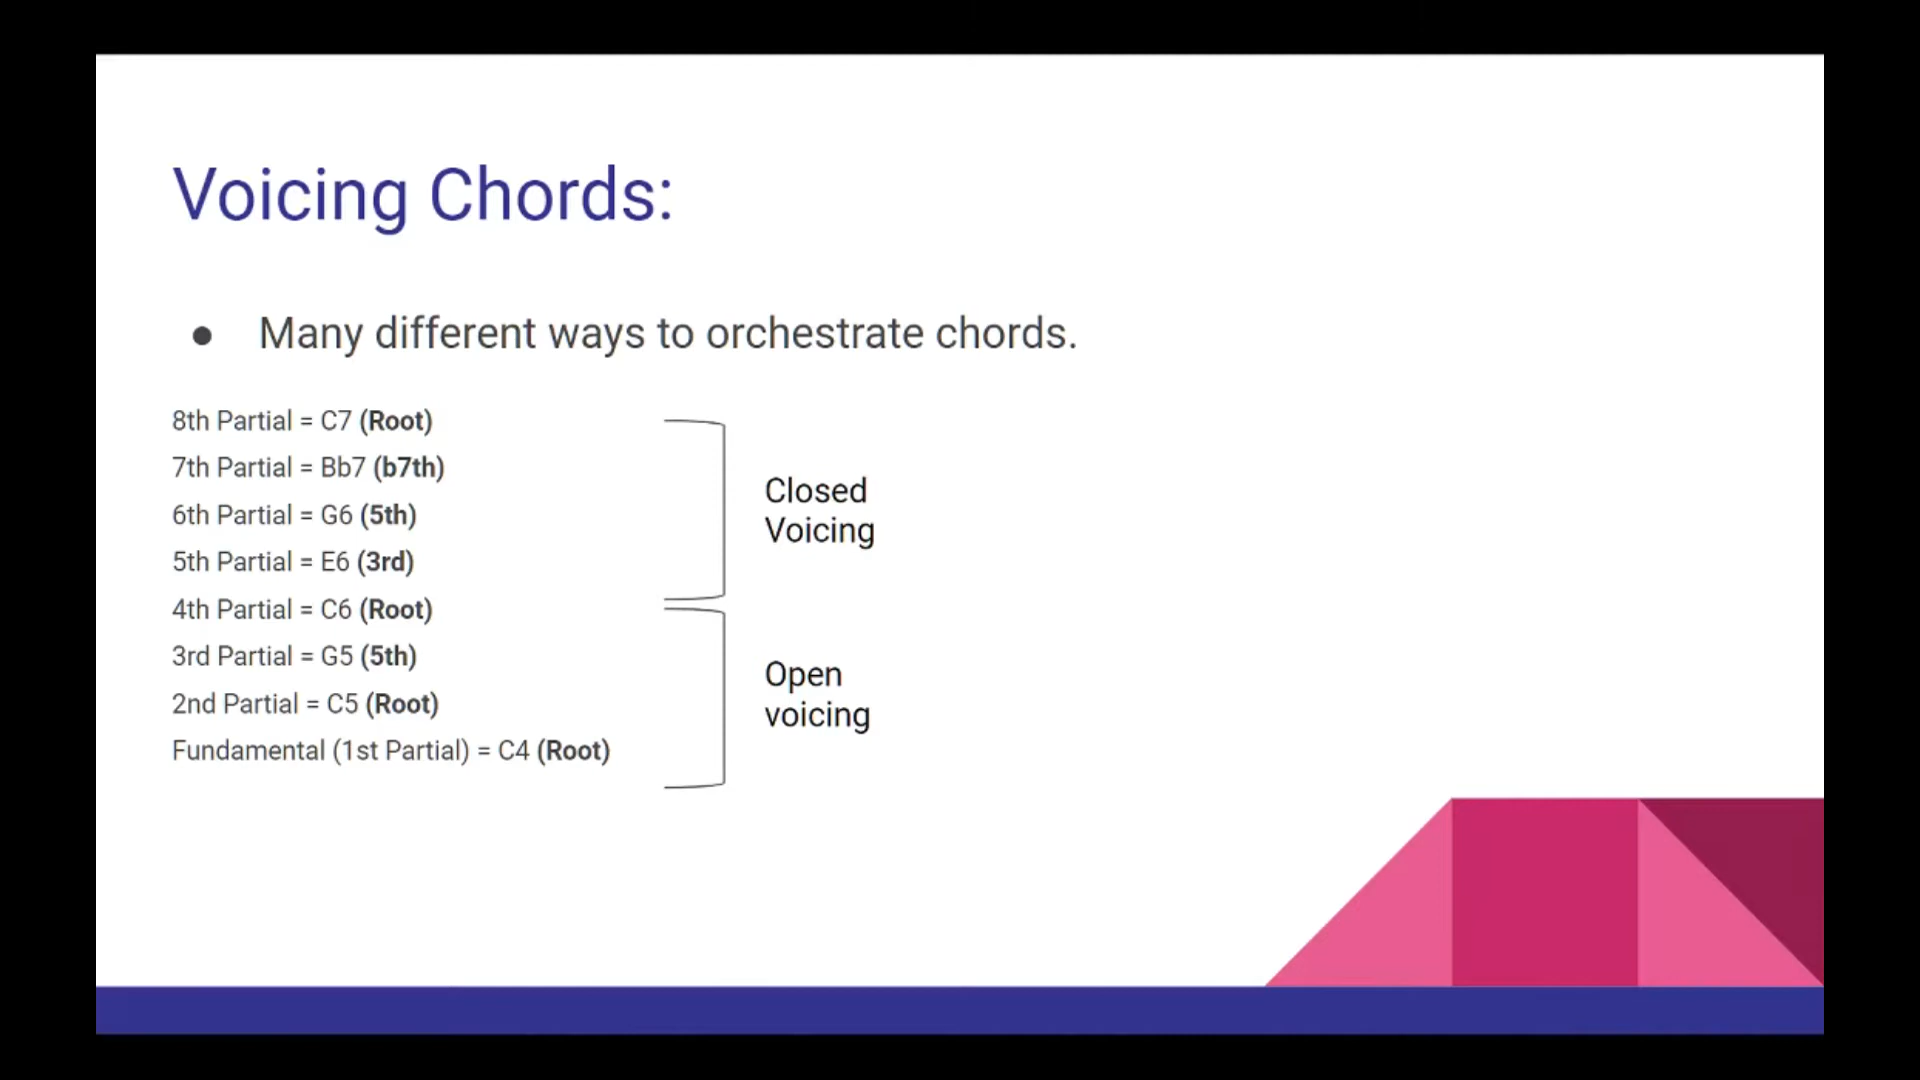 Voicing Chords:
● Many different ways to orchestrate chords.
8th Partial = C7 (Root)
7th Partial = Bb7 (b7th)
6th Partial = G6 (5th)
5th Partial = E6 (3rd)
4th Partial = C6 (Root)
3rd Partial = G5 (5th)
2nd Partial = C5 (Root)
Fundamental (1st Partial) = C4 (Root)
Closed
Voicing
Open
voicing